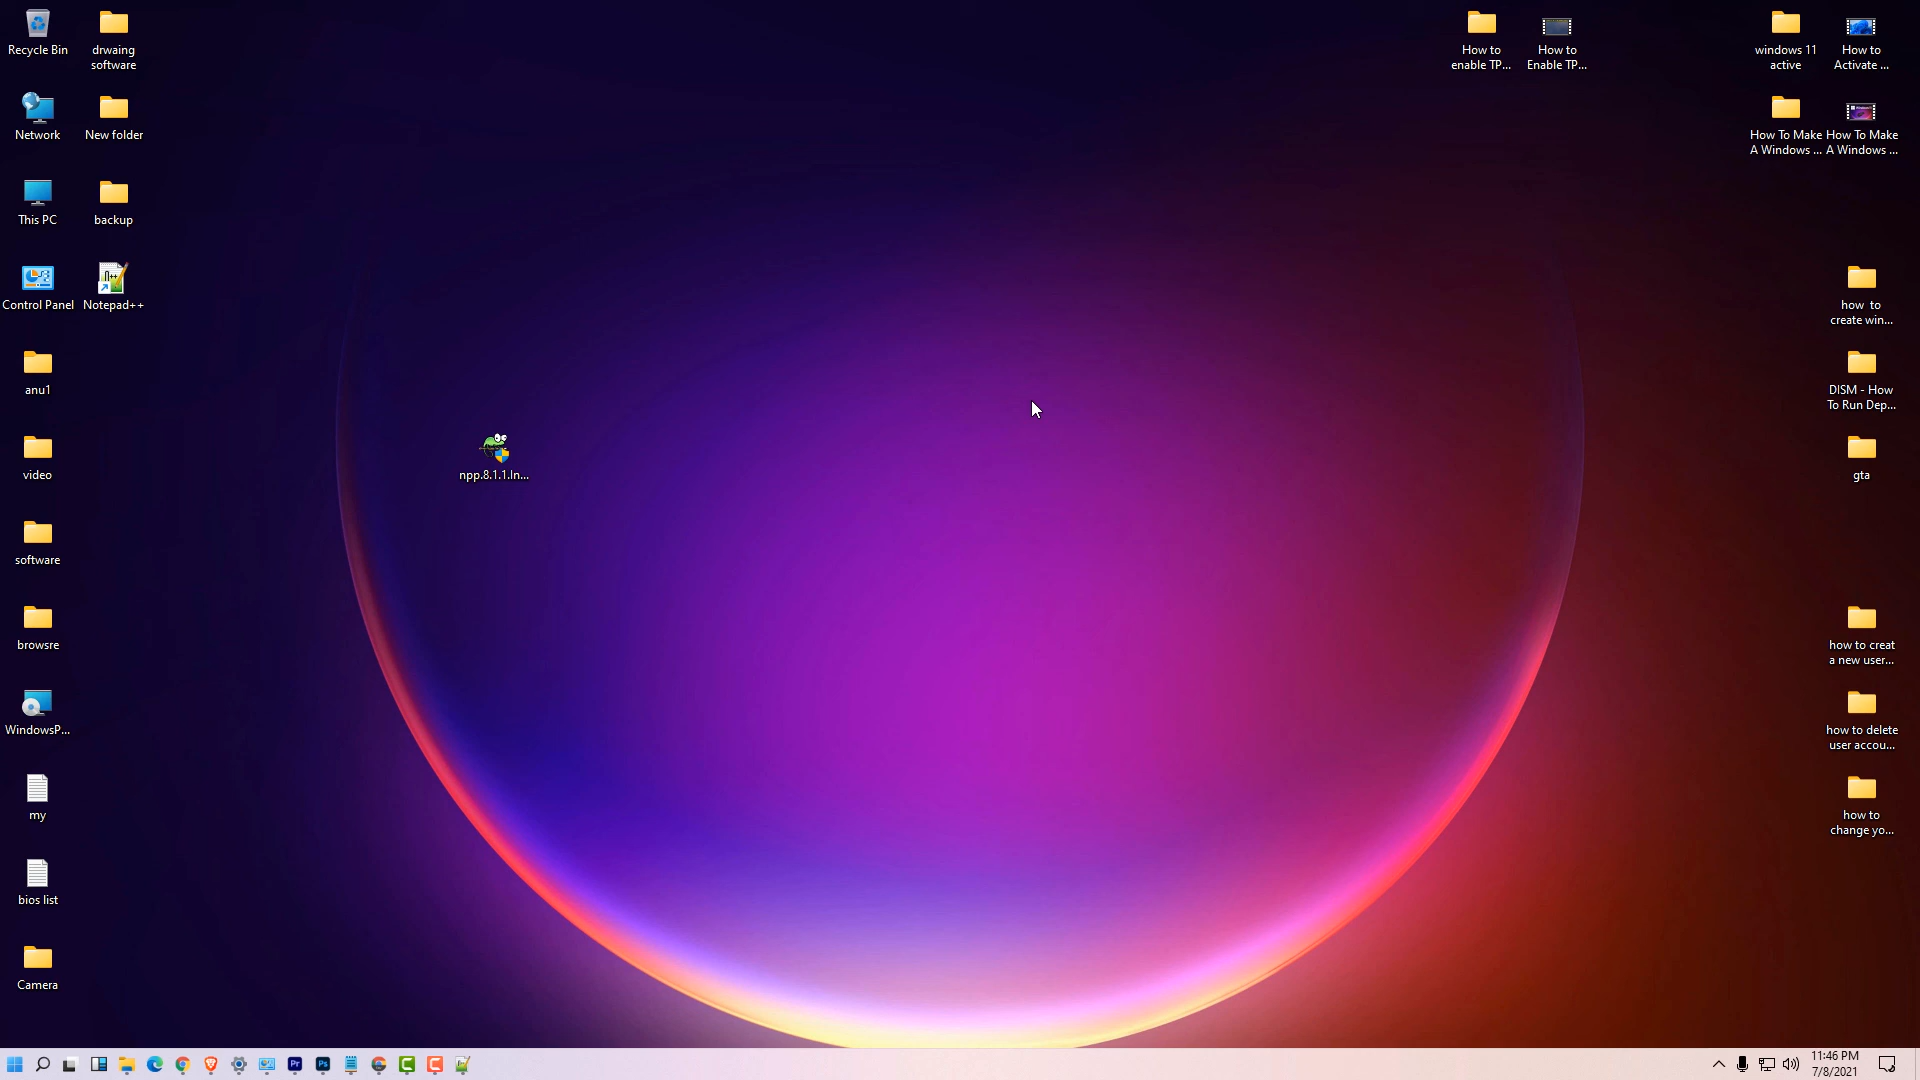 Recycle Bin
drwaing
software
Network
New folder
This PC
backup
Control Panel
Notepad++
anu1
video
software
browsre
WindowsP...
my
bios list
Camera
npp.8.1.1.In...
How to
enable TP...
How to
Enable TP...
windows 11
active
How to
Activate ...
How To Make
A Windows ...
How To Make
A Windows ...
how to
create win...
DISM - How
To Run Dep...
gta
how to creat
a new user...
how to delete
user accou...
how to
change yo...
Pr
Ps
11:46 PM
7/8/2021